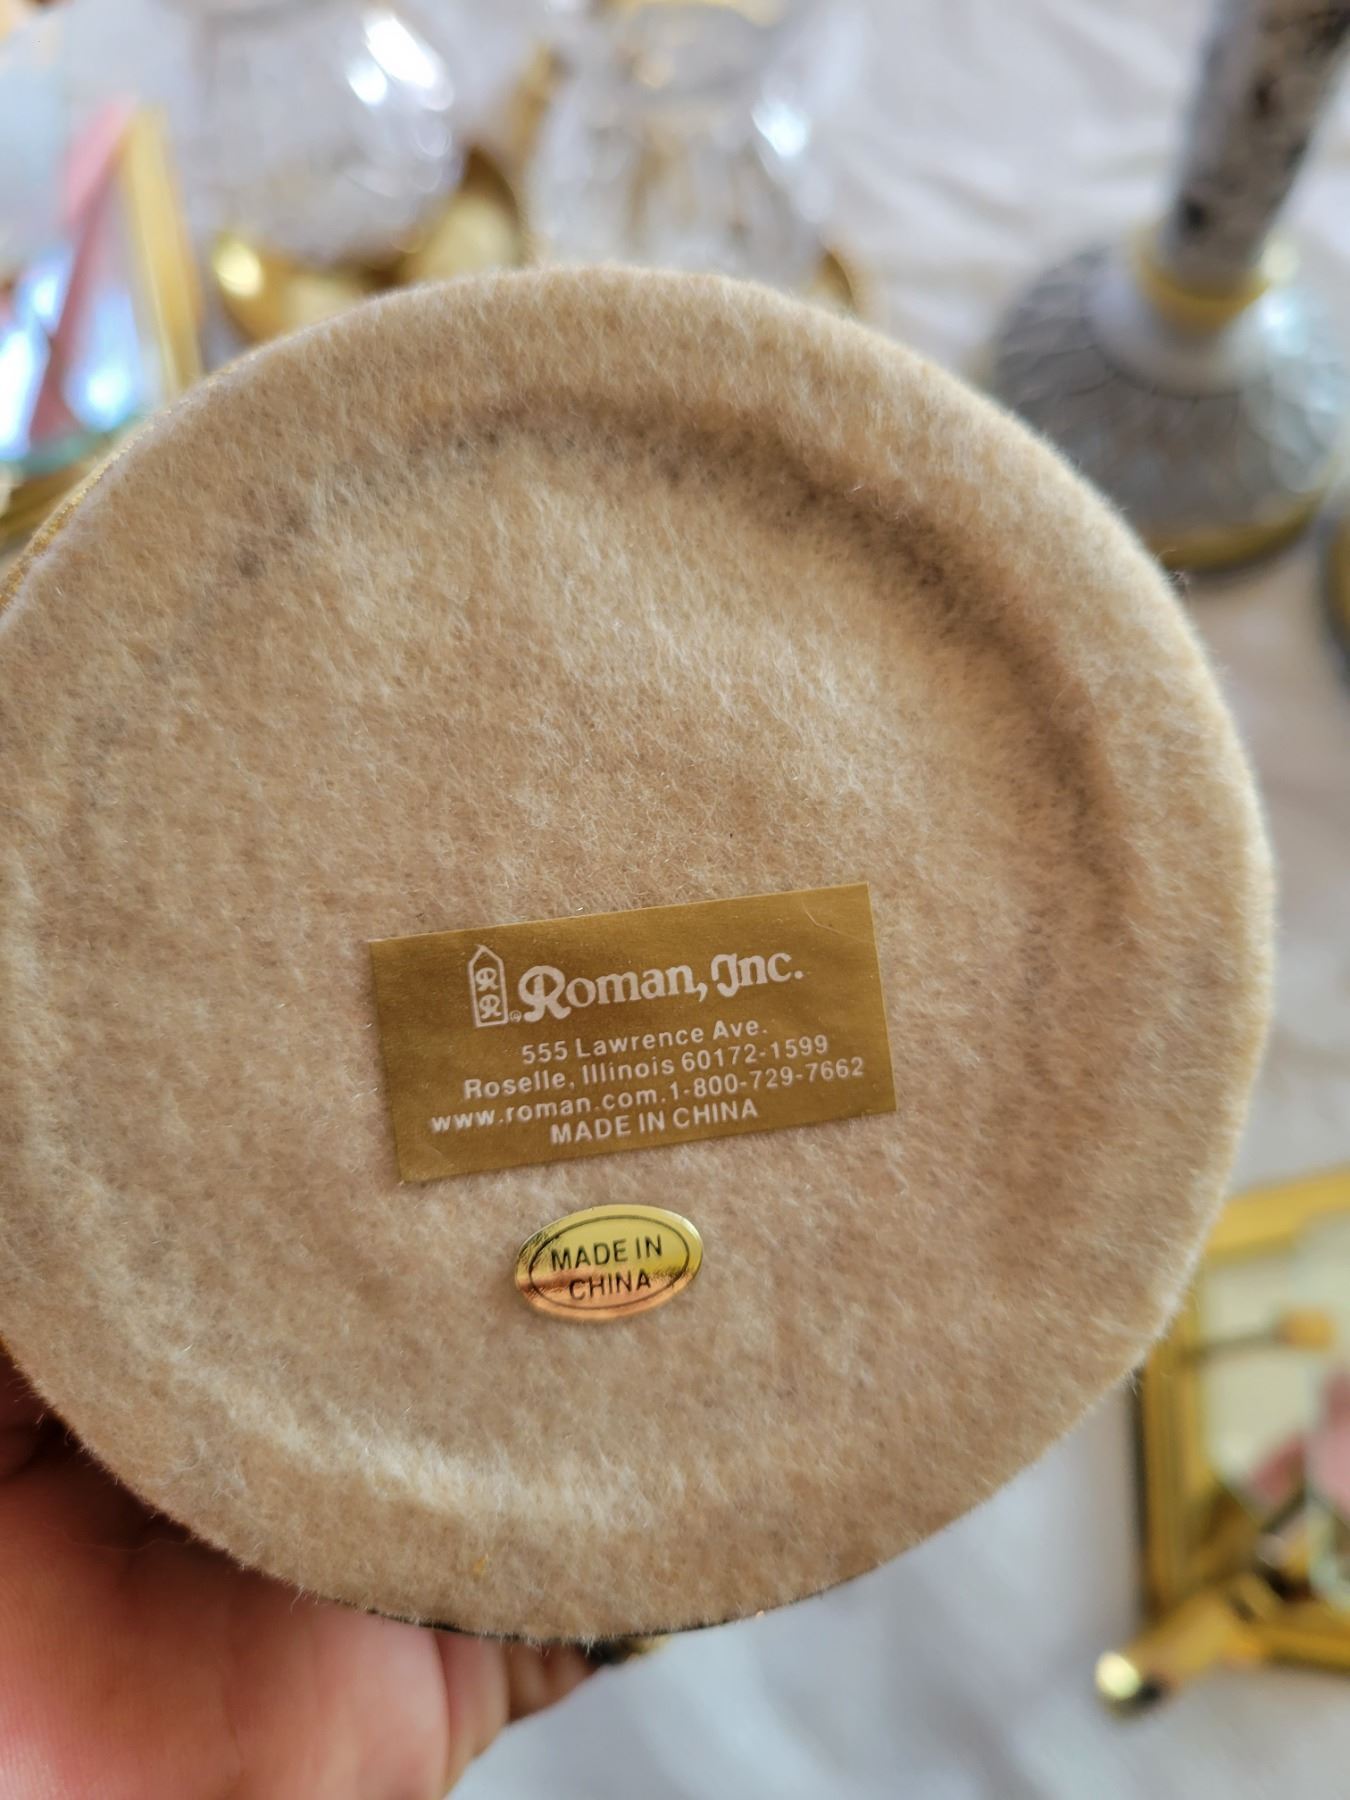 RR
® Roman, Inc.
555 Lawrence Ave.
Roselle, Illinois 60172-1599
www.roman.com.1-800-729-7662
MADE IN CHINA
MADE IN
CHINA